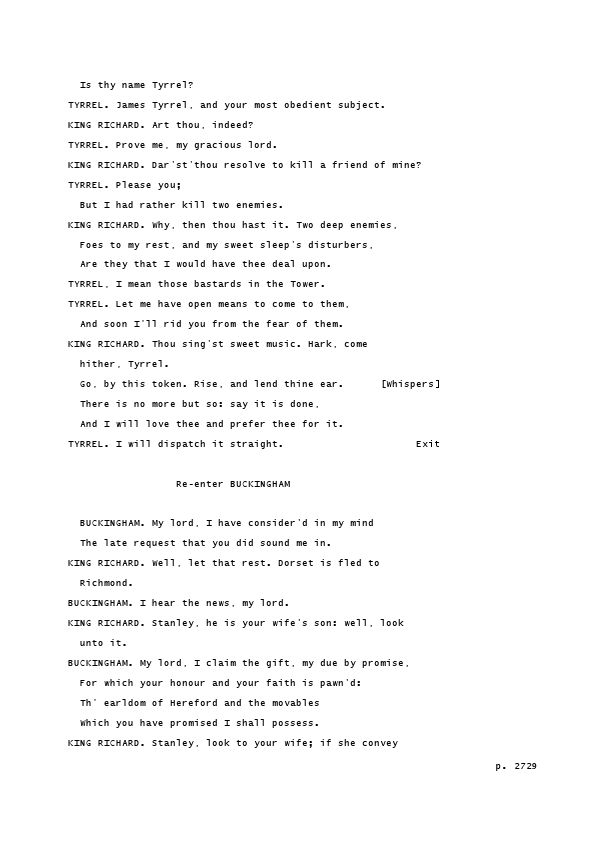 Is thy name Tyrrel?
TYRREL. James Tyrrel, and your most obedient subject.
KING RICHARD. Art thou, indeed?
TYRREL. Prove me, my gracious lord.
KING RICHARD. Dar'st'thou resolve to kill a friend of mine?
TYRREL. Please you;
But I had rather kill two enemies.
KING RICHARD. Why, then thou hast it. Two deep enemies,
Foes to my rest, and my sweet sleep's disturbers,
Are they that I would have thee deal upon.
TYRREL, I mean those bastards in the Tower.
TYRREL. Let me have open means to come to them,
And soon I'll rid you from the fear of them.
KING RICHARD. Thou sing'st sweet music. Hark, come
hither, Tyrrel.
Go, by this token. Rise, and lend thine ear. [Whispers]
There is no more but so: say it is done,
And I will love thee and prefer thee for it.
TYRREL. I will dispatch it straight. Exit
Re-enter BUCKINGHAM
BUCKINGHAM. My lord, I have consider'd in my mind
The late request that you did sound me in.
KING RICHARD. Well, let that rest. Dorset is fled to
Richmond.
BUCKINGHAM. I hear the news, my lord.
KING RICHARD. Stanley, he is your wife's son: well, look
unto it.
BUCKINGHAM. My lord, I claim the gift, my due by promise,
For which your honour and your faith is pawn'd:
Th' earldom of Hereford and the movables
Which you have promised I shall possess.
KING RICHARD. Stanley, look to your wife; if she convey
p. 2729